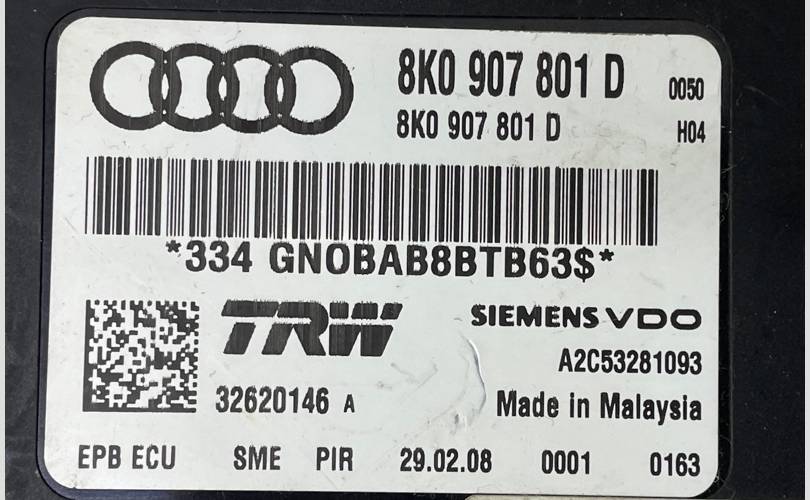 8K0 907 801 D 0050
8K0 907 801 D H04
*334 GN0BAB8BTB63$*
TRW SIEMENS VDO
A2C53281093
32620146 A Made in Malaysia
EPB ECU SME PIR 29.02.08 0001 0163